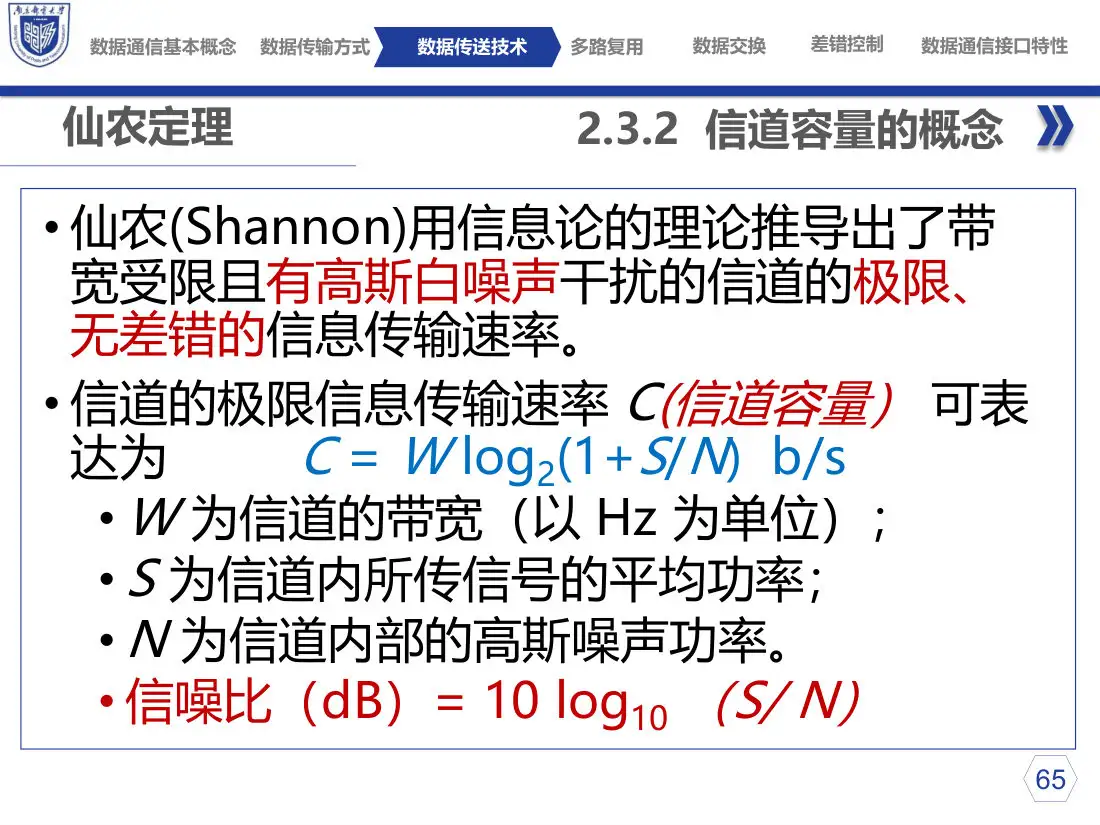 南京邮电大学
数据通信基本概念 数据传输方式 数据传送技术 多路复用 数据交换 差错控制 数据通信接口特性
仙农定理 2.3.2 信道容量的概念
• 仙农(Shannon)用信息论的理论推导出了带
宽受限且有高斯白噪声干扰的信道的极限、
无差错的信息传输速率。
• 信道的极限信息传输速率 C(信道容量） 可表
达为 C = W log₂(1+S/N) b/s
• W 为信道的带宽（以 Hz 为单位）;
• S 为信道内所传信号的平均功率;
• N 为信道内部的高斯噪声功率。
• 信噪比（dB）= 10 log₁₀ （S/ N）
65